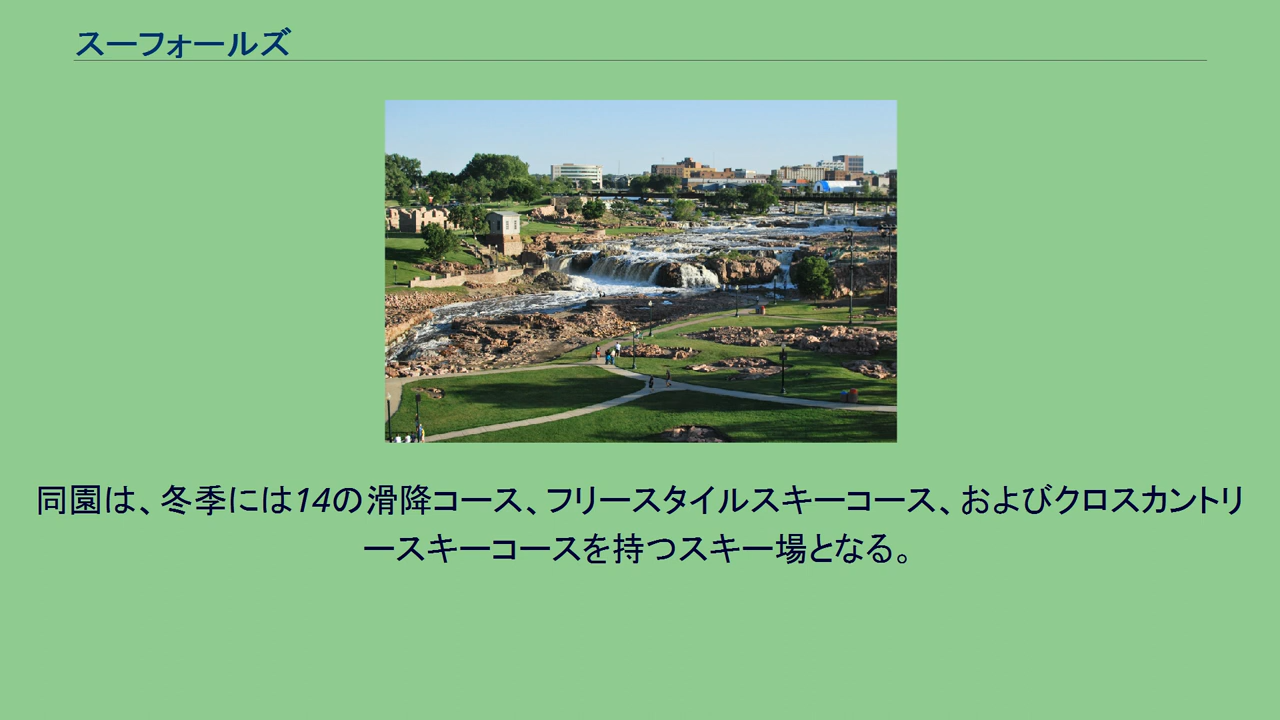 スーフォールズ
同園は、冬季には14の滑降コース、フリースタイルスキーコース、およびクロスカントリ
ースキーコースを持つスキー場となる。